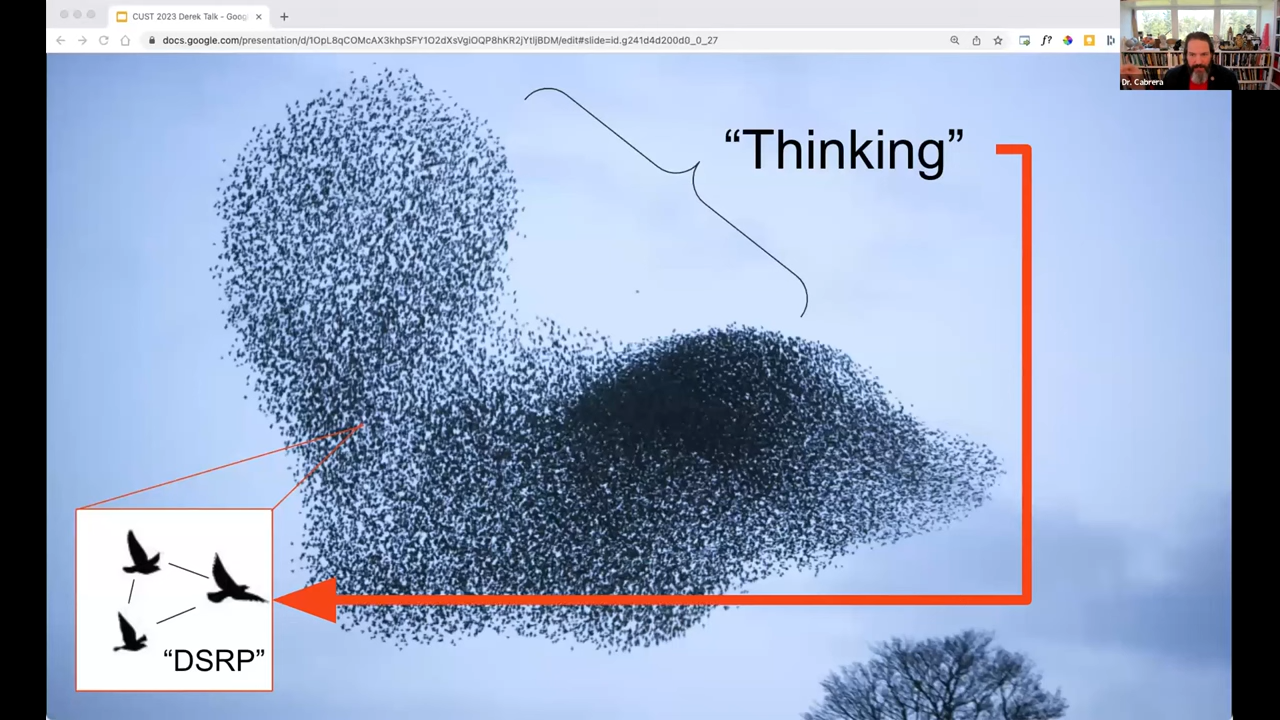 CUST 2023 Derek Talk - Goog
docs.google.com/presentation/d/1OpL8qCOMcAX3khpSFY1O2dXsVgiOQP8hKR2jYtljBDM/edit#slide=id.g241d4d200d0_0_27
f?
Dr. Cabrera
“Thinking”
“DSRP”